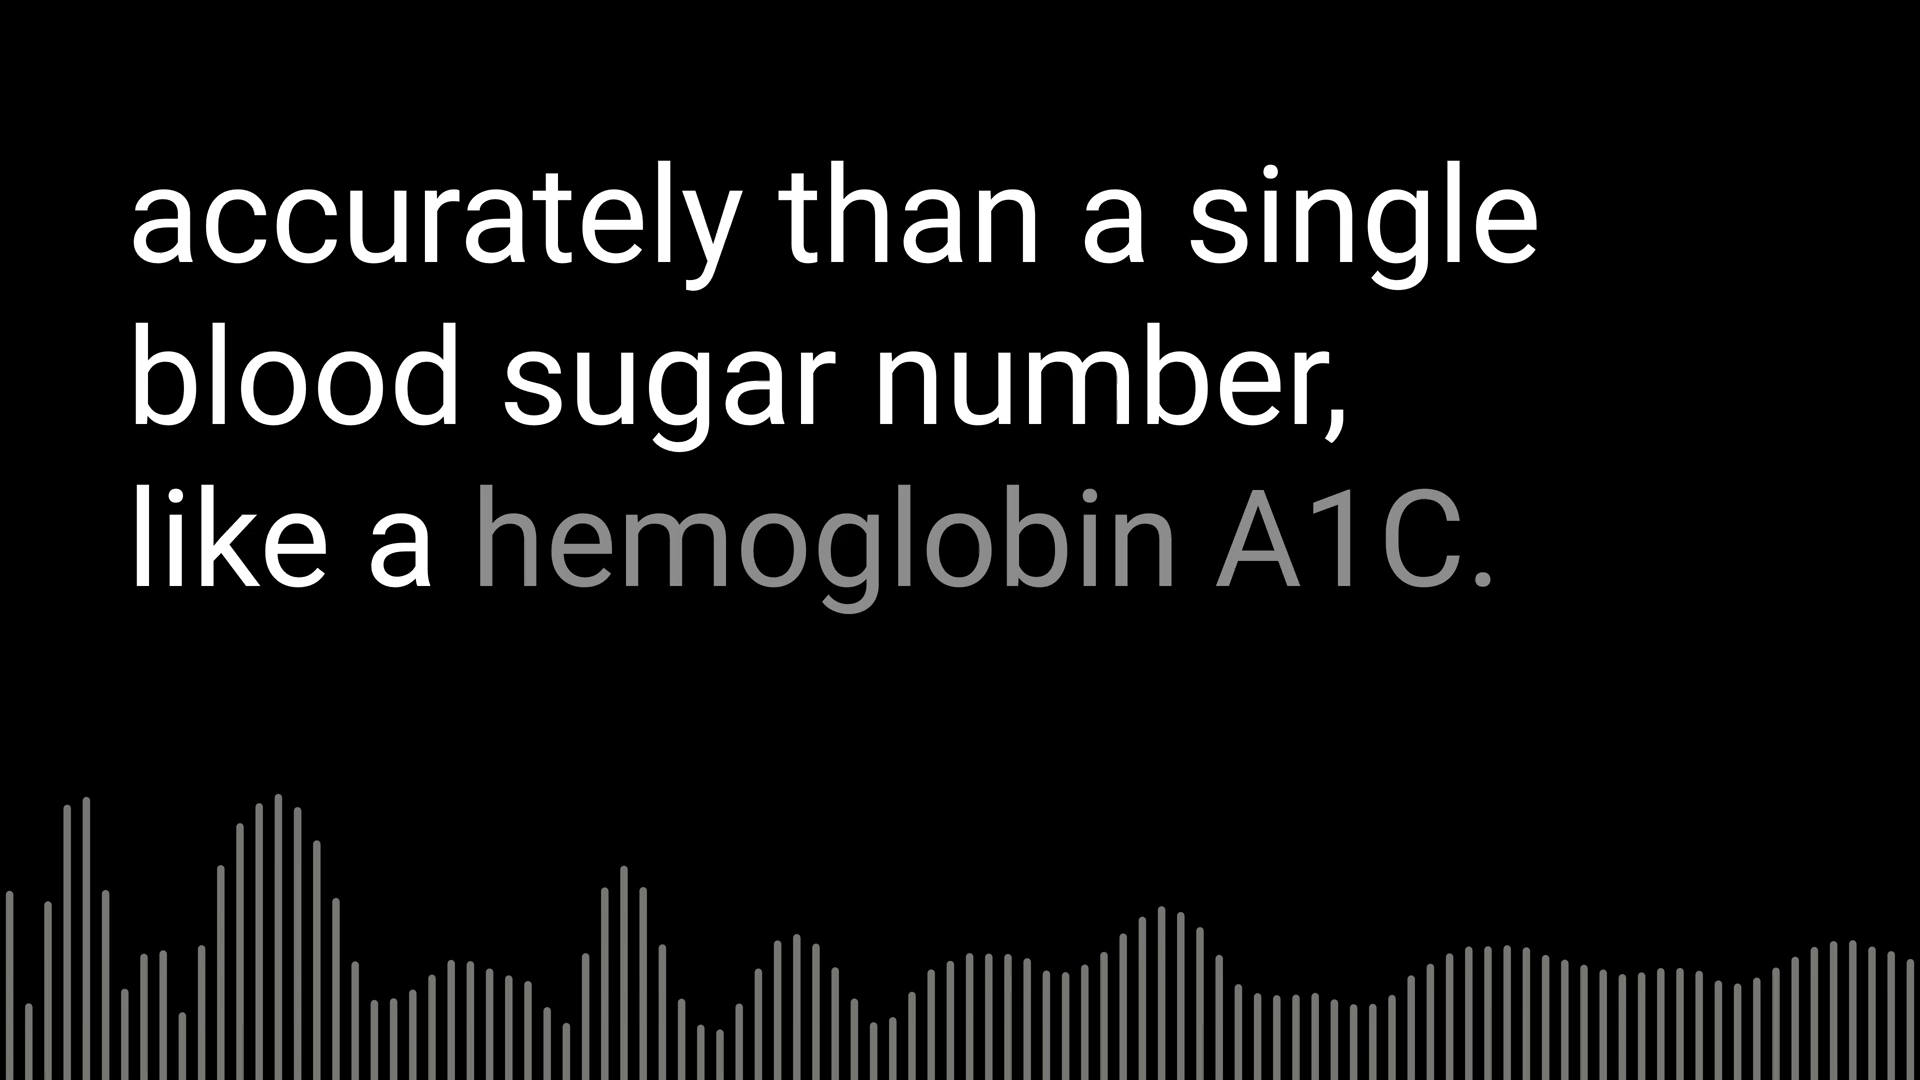 accurately than a single
blood sugar number,
like a hemoglobin A1C.